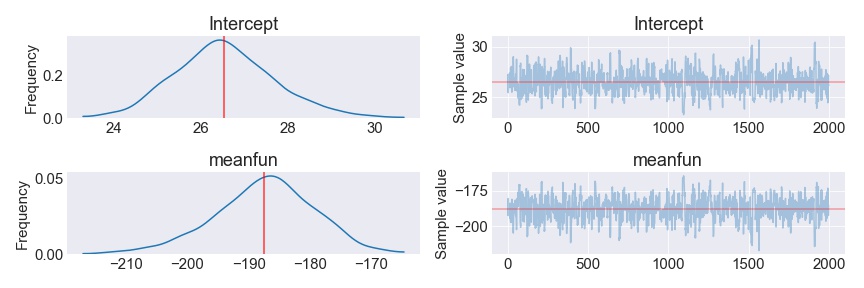 Intercept
Frequency
0.2
0.0
24 26 28 30
Intercept
Sample value
30
25
0 500 1000 1500 2000
meanfun
Frequency
0.05
0.00
−210 −200 −190 −180 −170
meanfun
Sample value
−175
−200
0 500 1000 1500 2000